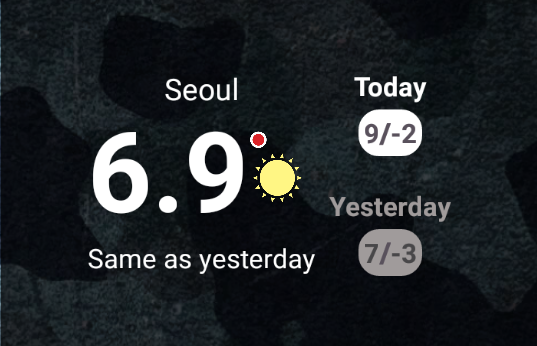 Seoul
6.9
Same as yesterday
Today
9/-2
Yesterday
7/-3